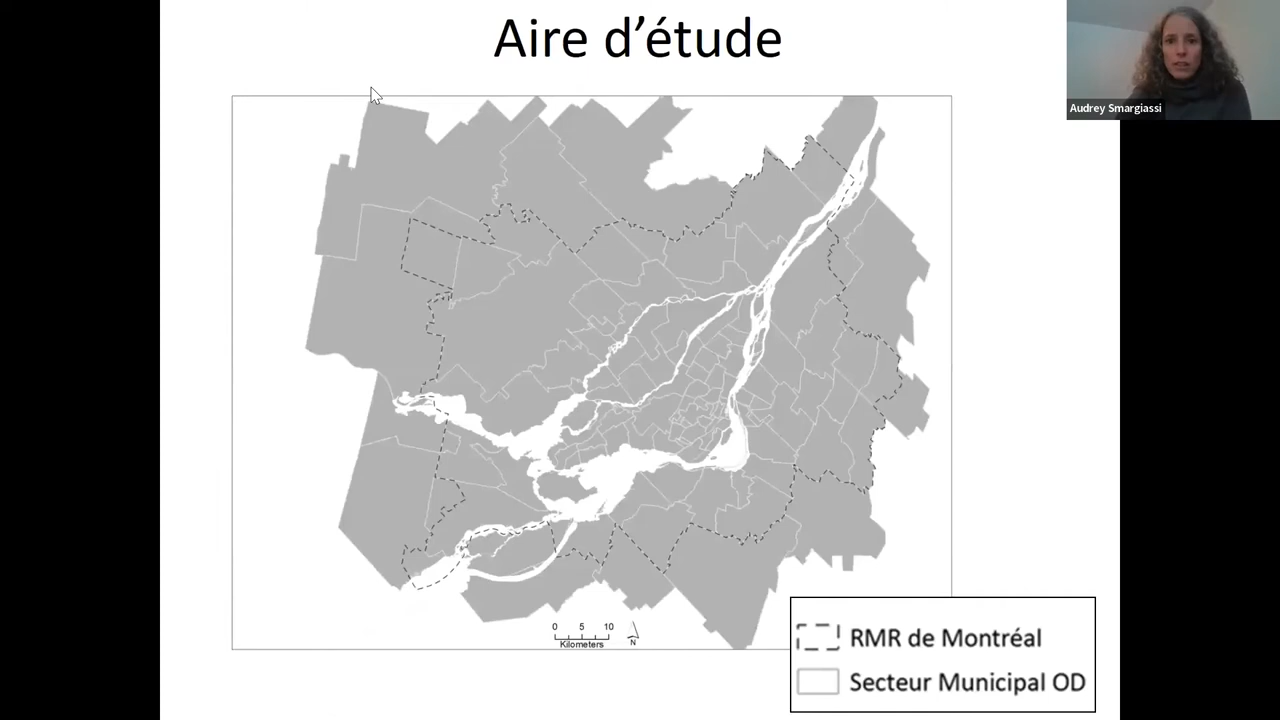 Aire d'étude
Audrey Smargiassi
0 5 10
Kilometers
N
RMR de Montréal
Secteur Municipal OD